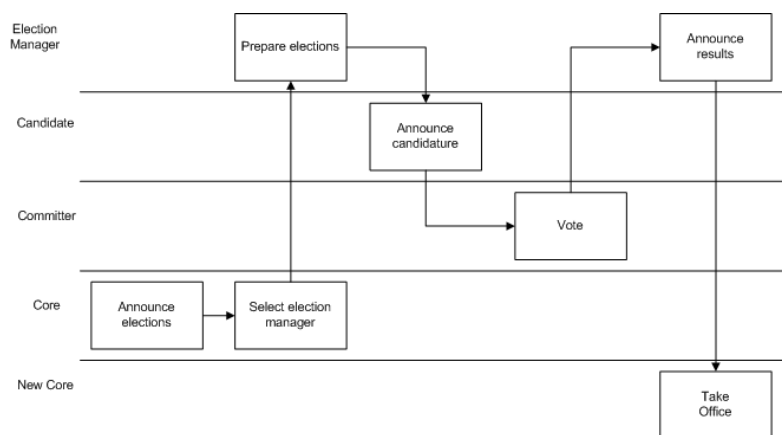 Election
Manager
Prepare elections
Announce
results
Candidate
Announce
candidature
Committer
Vote
Core
Announce
elections
Select election
manager
New Core
Take
Office